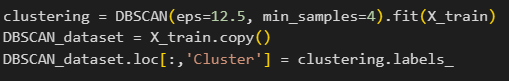 clustering = DBSCAN(eps=12.5, min_samples=4).fit(X_train)
DBSCAN_dataset = X_train.copy()
DBSCAN_dataset.loc[:,'Cluster'] = clustering.labels_